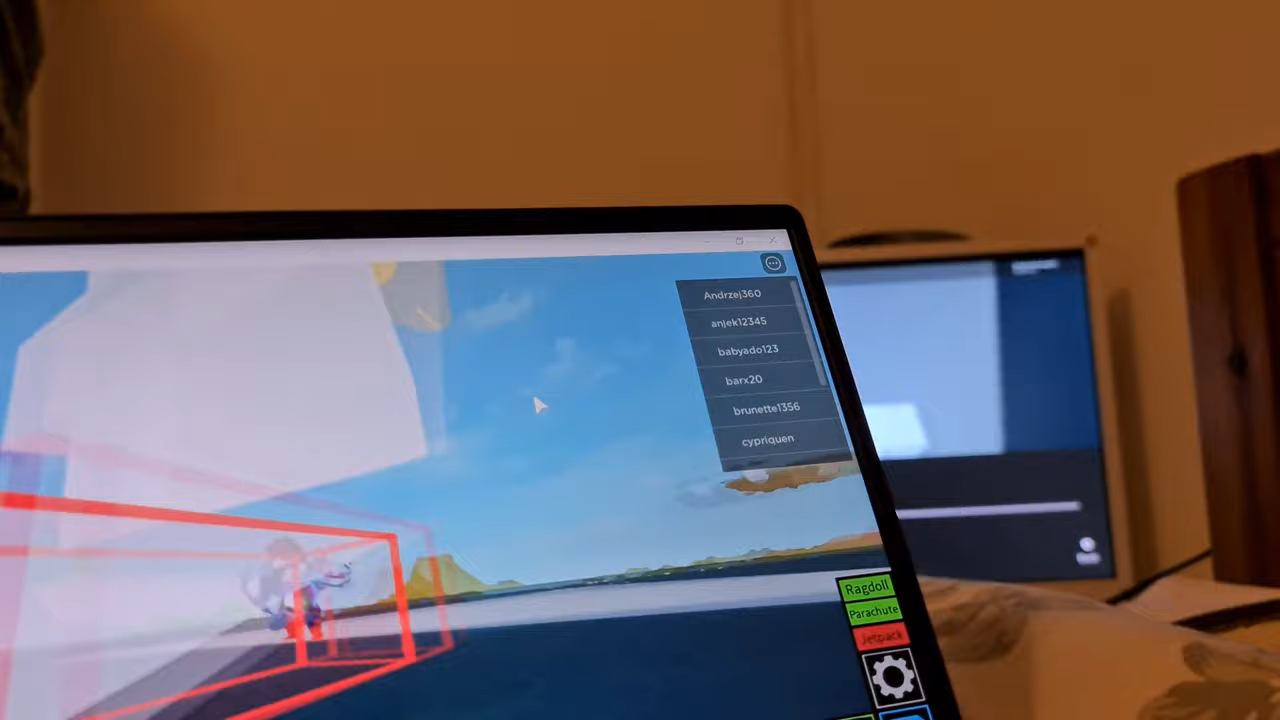 Andrzej360
anjek12345
babyado123
barx20
brunette1356
cypriquen
Ragdoll
Parachute
Jetpack